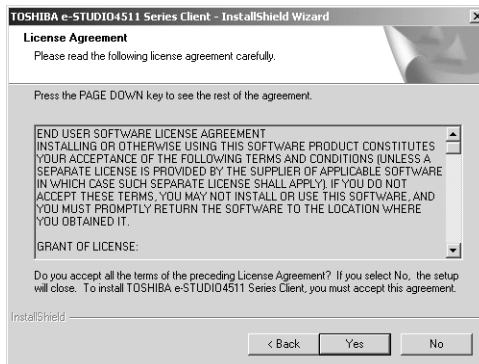 TOSHIBA e-STUDIO4511 Series Client - InstallShield Wizard
License Agreement
Please read the following license agreement carefully.
Press the PAGE DOWN key to see the rest of the agreement.
END USER SOFTWARE LICENSE AGREEMENT
INSTALLING OR OTHERWISE USING THIS SOFTWARE PRODUCT CONSTITUTES
YOUR ACCEPTANCE OF THE FOLLOWING TERMS AND CONDITIONS (UNLESS A
SEPARATE LICENSE IS PROVIDED BY THE SUPPLIER OF APPLICABLE SOFTWARE
IN WHICH CASE SUCH SEPARATE LICENSE SHALL APPLY). IF YOU DO NOT
ACCEPT THESE TERMS, YOU MAY NOT INSTALL OR USE THIS SOFTWARE, AND
YOU MUST PROMPTLY RETURN THE SOFTWARE TO THE LOCATION WHERE
YOU OBTAINED IT.
GRANT OF LICENSE:
Do you accept all the terms of the preceding License Agreement? If you select No, the setup
will close. To install TOSHIBA e-STUDIO4511 Series Client, you must accept this agreement.
InstallShield
< Back Yes No